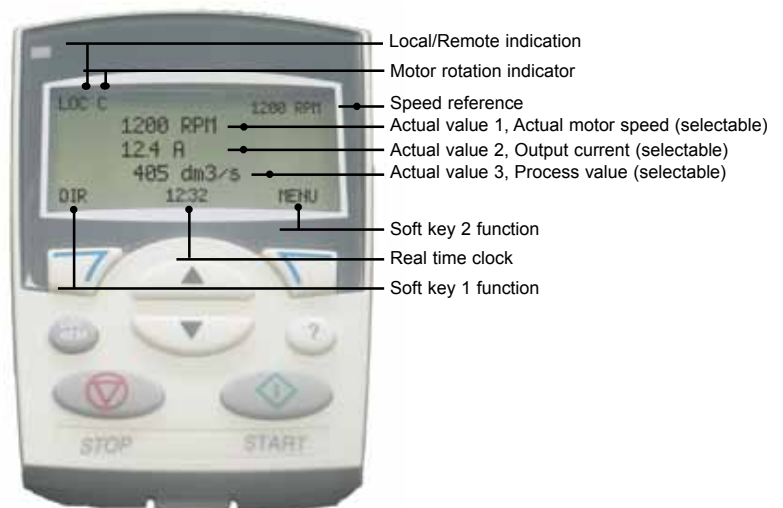 Local/Remote indication
Motor rotation indicator
LOC C
1200 RPM
Speed reference
1200 RPM
Actual value 1, Actual motor speed (selectable)
12.4 A
Actual value 2, Output current (selectable)
405 dm3/s
Actual value 3, Process value (selectable)
DIR
12:32
MENU
Soft key 2 function
Real time clock
Soft key 1 function
?
STOP
START